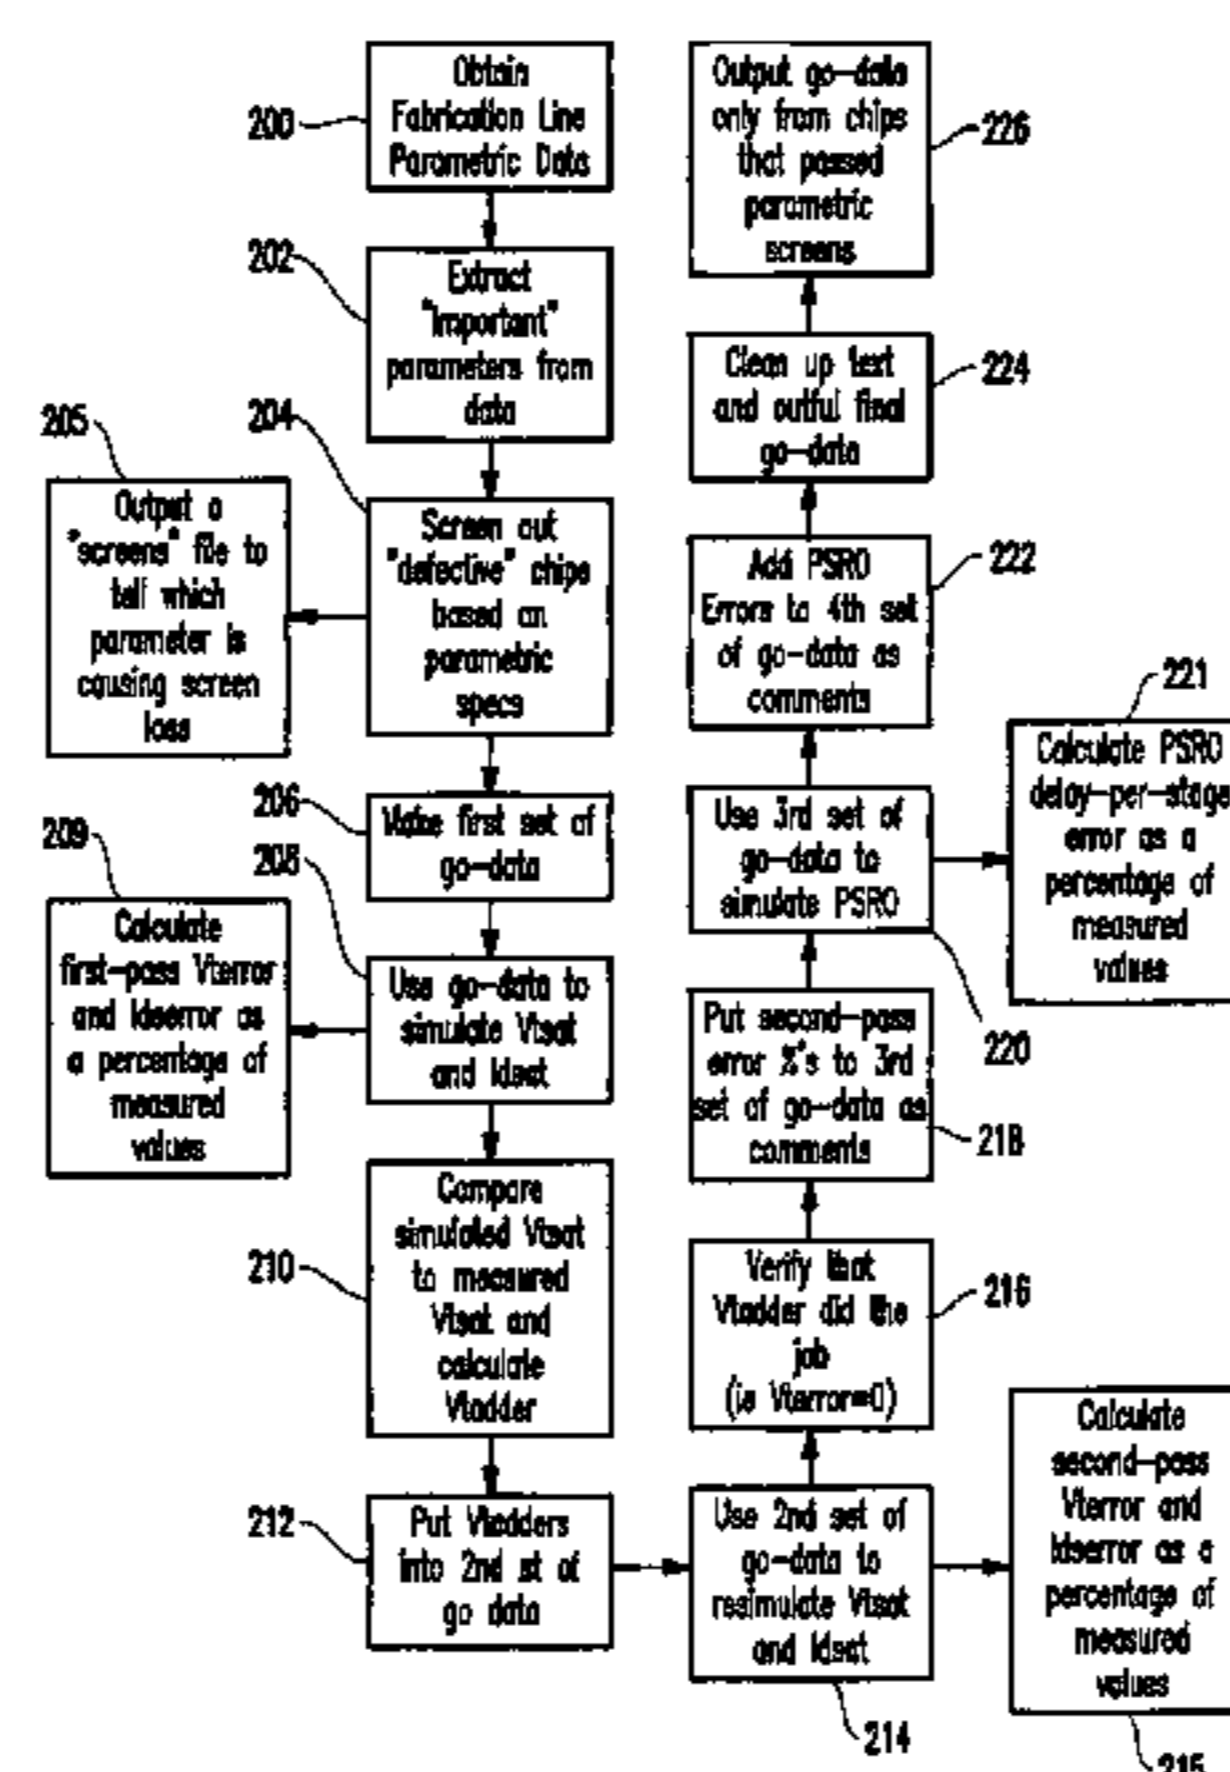 200
Obtain
Fabrication Line
Parametric Data
202
Extract
"Important"
parameters from
data
204
Screen out
"defective" chips
based on
parametric
specs
205
Output a
"screens" file to
tell which
parameter is
causing screen
loss
206
Make first set of
go-data
208
Use go-data to
simulate Vtsat
and Idsat
209
Calculate
first-pass Vterror
and Idserror as
a percentage of
measured
values
210
Compare
simulated Vtsat
to measured
Vtsat and
calculate
Vtadder
212
Put Vtadders
into 2nd st of
go data
Use 2nd set of
go-data to
resimulate Vtsat
and Idsat
214
Calculate
second-pass
Vterror and
Idserror as a
percentage of
measured
values
215
Verify that
Vtadder did the
job
(is Vterror=0)
216
Put second-pass
error %'s to 3rd
set of go-data as
comments
218
Use 3rd set of
go-data to
simulate PSRO
220
221
Calculate PSRO
delay-per-stage
error as a
percentage of
measured
values
Add PSRO
Errors to 4th set
of go-data as
comments
222
Clean up text
and outful final
go-data
224
Output go-data
only from chips
that passed
parametric
screens
226